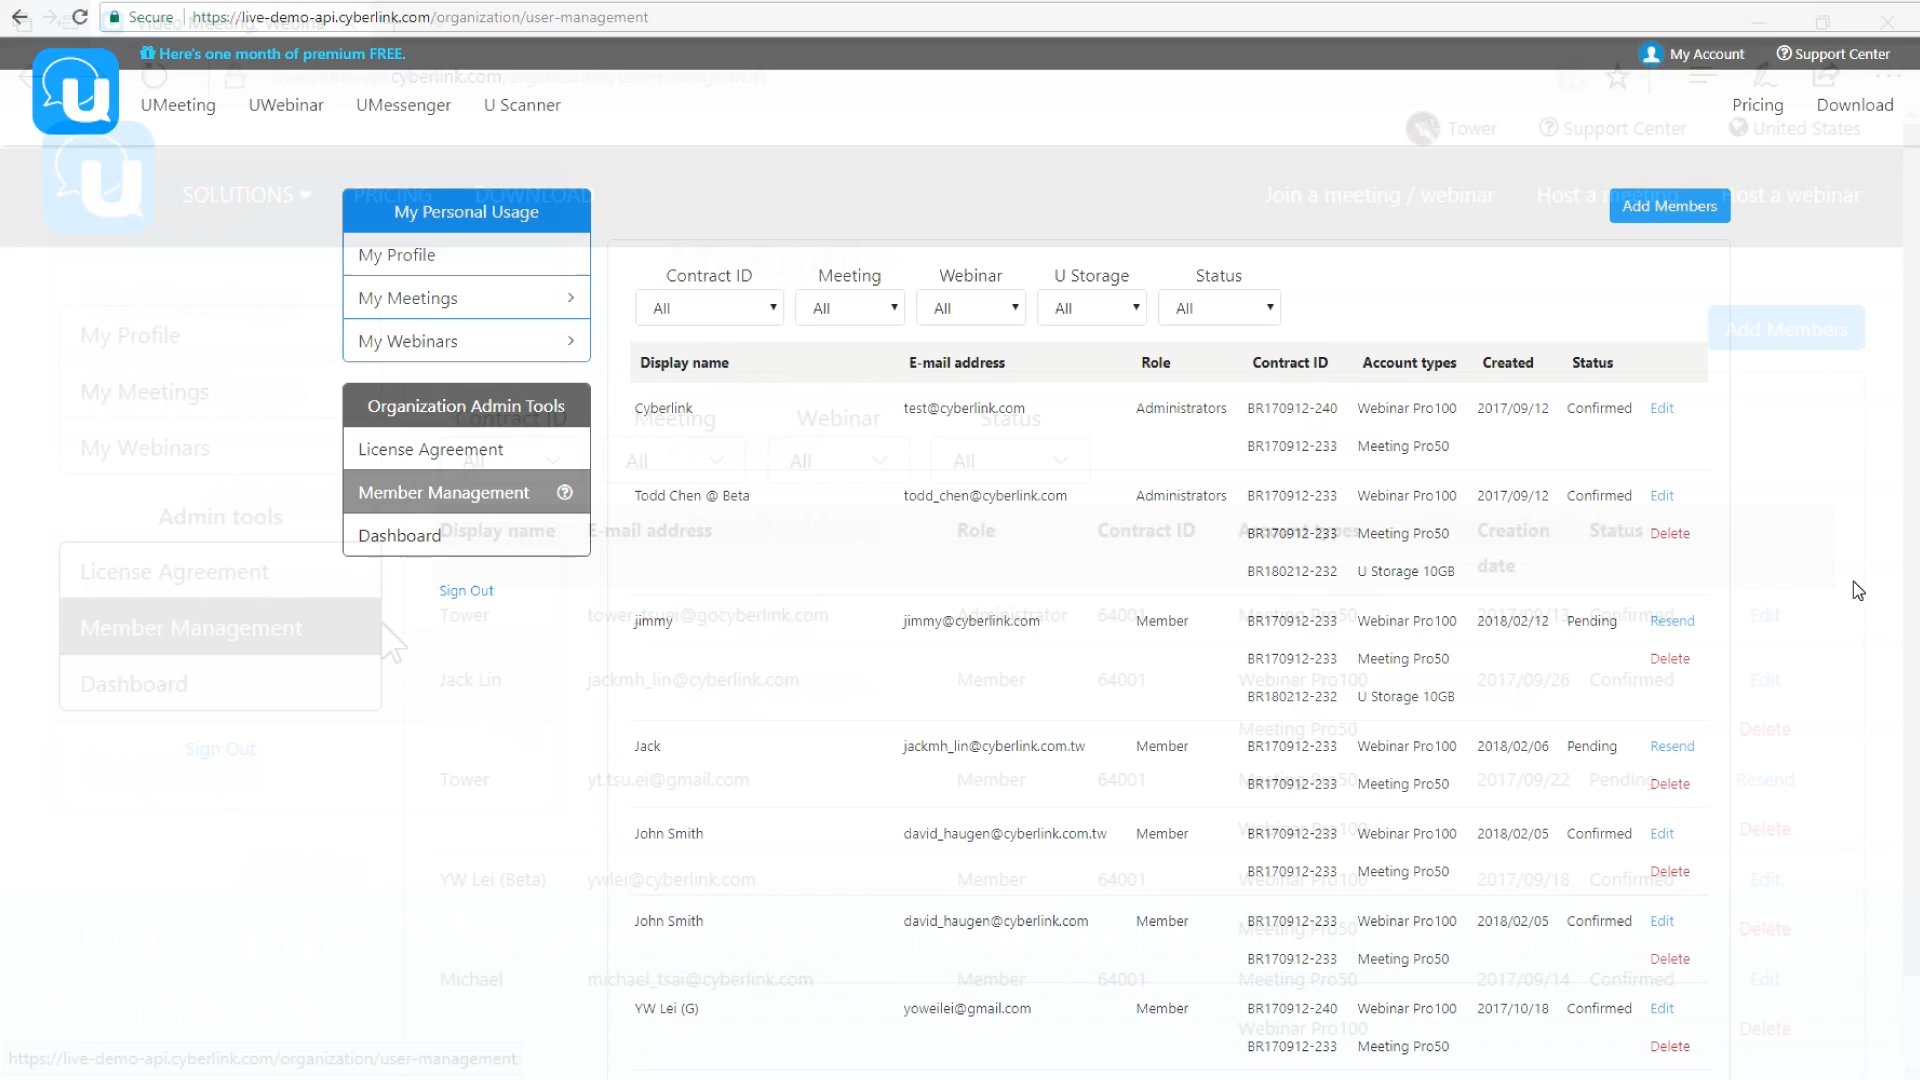 Secure https://live-demo-api.cyberlink.com/organization/user-management
Here's one month of premium FREE.
My Account Support Center
cyberlink.com
UMeeting UWebinar UMessenger U Scanner
Pricing Download
Tower Support Center United States
SOLUTIONS PRICING DOWNLOAD
Join a meeting / webinar Host a meeting Host a webinar
My Personal Usage
Add Members
My Profile
My Meetings
My Webinars
Contract ID Meeting Webinar U Storage Status
All All All All All
My Profile
My Meetings
My Webinars
Add Members
Organization Admin Tools
License Agreement
Member Management
Dashboard
Sign Out
Contract ID Meeting Webinar Status
All All All All
Display name E-mail address Role Contract ID Account types Created Status
Cyberlink test@cyberlink.com Administrators BR170912-240 Webinar Pro100 2017/09/12 Confirmed Edit
BR170912-233 Meeting Pro50
Todd Chen @ Beta todd_chen@cyberlink.com Administrators BR170912-233 Webinar Pro100 2017/09/12 Confirmed Edit
BR170912-233 Meeting Pro50 Delete
BR180212-232 U Storage 10GB
jimmy jimmy@cyberlink.com Member BR170912-233 Webinar Pro100 2018/02/12 Pending Resend
BR170912-233 Meeting Pro50 Delete
BR180212-232 U Storage 10GB
Jack jackmh_lin@cyberlink.com.tw Member BR170912-233 Webinar Pro100 2018/02/06 Pending Resend
BR170912-233 Meeting Pro50 Delete
John Smith david_haugen@cyberlink.com.tw Member BR170912-233 Webinar Pro100 2018/02/05 Confirmed Edit
BR170912-233 Meeting Pro50 Delete
John Smith david_haugen@cyberlink.com Member BR170912-233 Webinar Pro100 2018/02/05 Confirmed Edit
BR170912-233 Meeting Pro50 Delete
YW Lei (G) yoweilei@gmail.com Member BR170912-240 Webinar Pro100 2017/10/18 Confirmed Edit
BR170912-233 Meeting Pro50 Delete
Admin tools
License Agreement
Member Management
Dashboard
Sign Out
Display name E-mail address Role Contract ID Account types Creation date Status
Tower tower_tsuei@gocyberlink.com Administrator 64001 Meeting Pro50 2017/09/13 Confirmed Edit
Jack Lin jackmh_lin@cyberlink.com Member 64001 Webinar Pro100 2017/09/26 Confirmed Edit
Meeting Pro50 Delete
Tower yt.tsu.ei@gmail.com Member 64001 Meeting Pro50 2017/09/22 Pending Resend
Webinar Pro100 Delete
YW Lei (Beta) ywlei@cyberlink.com Member 64001 Webinar Pro100 2017/09/18 Confirmed Edit
Meeting Pro50 Delete
Michael michael_tsai@cyberlink.com Member 64001 Meeting Pro50 2017/09/14 Confirmed Edit
Webinar Pro100 Delete
https://live-demo-api.cyberlink.com/organization/user-management